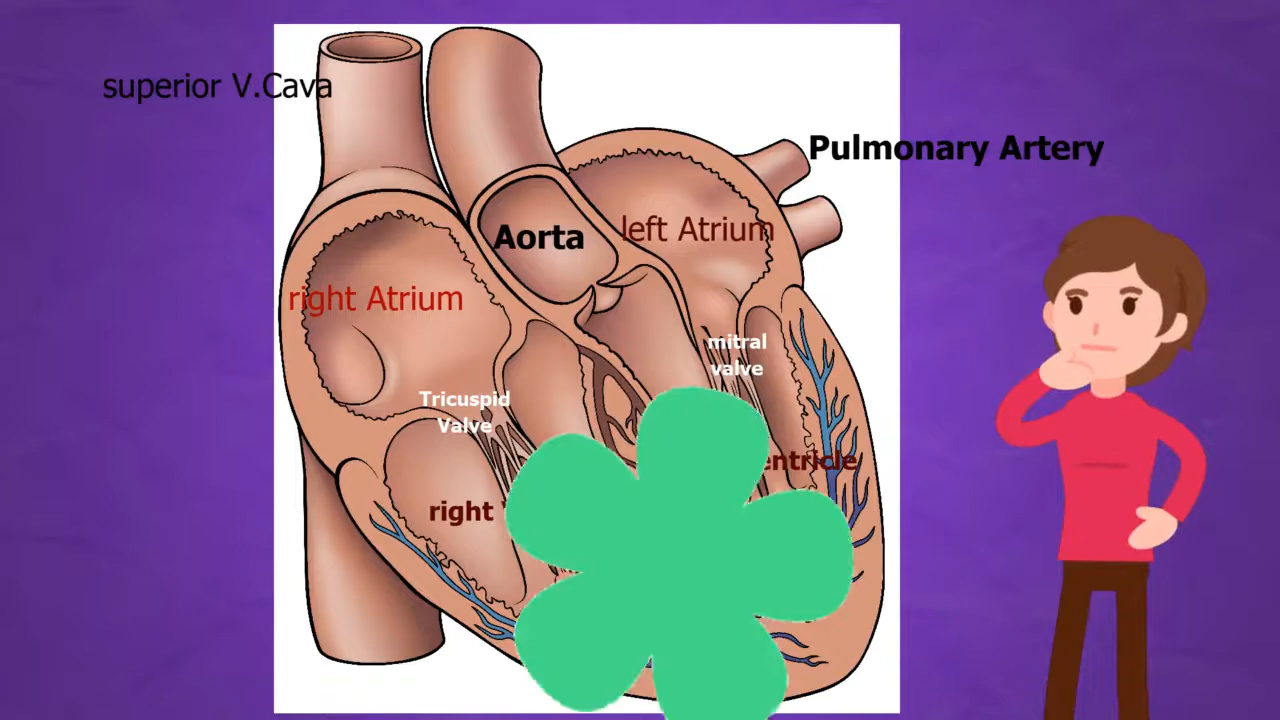 superior V.Cava
Pulmonary Artery
Aorta
left Atrium
right Atrium
mitral
valve
Tricuspid
Valve
right